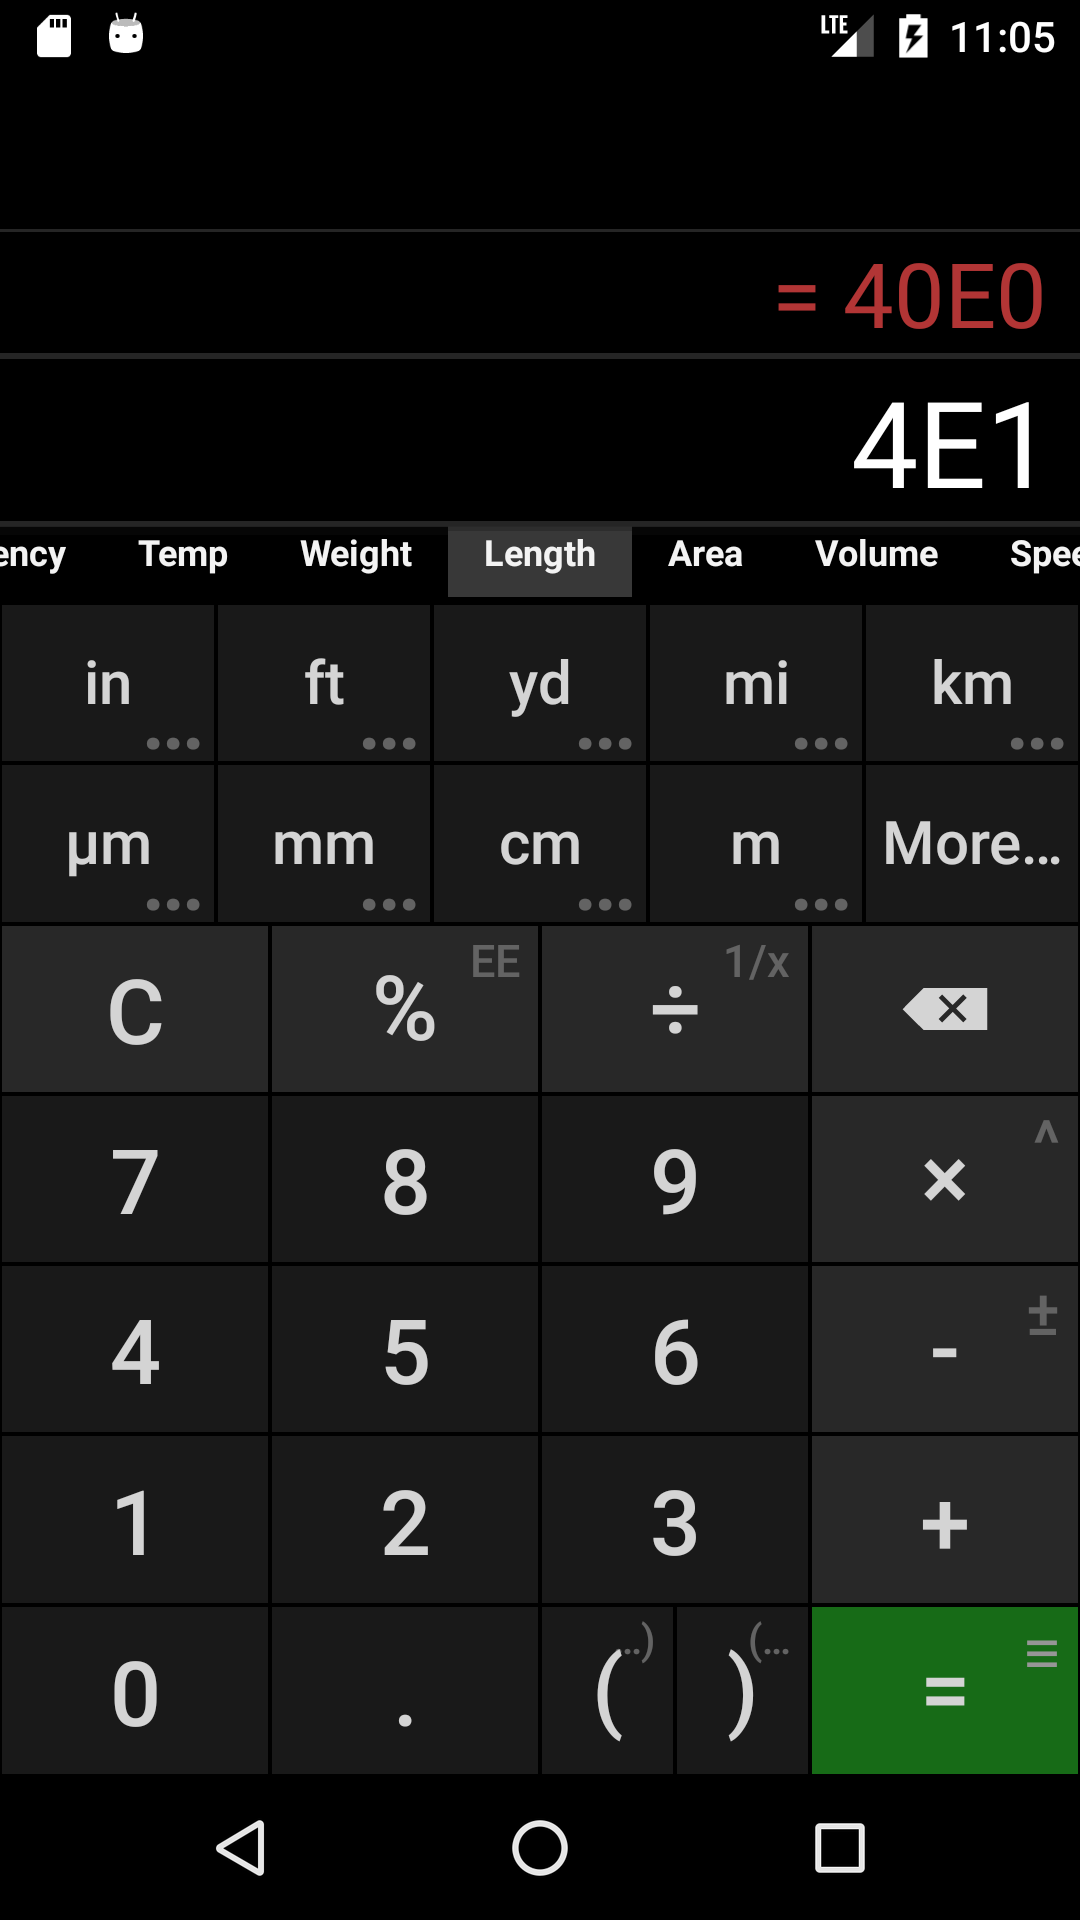 LTE 11:05
= 40E0
4E1
ency Temp Weight Length Area Volume Spee
in ft yd mi km
µm mm cm m More...
C % EE ÷ 1/x
7 8 9 × ^
4 5 6 - ±
1 2 3 +
0 . ( ..) ) (... =